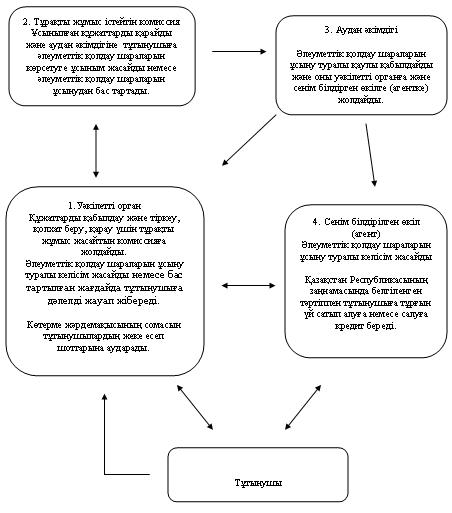 2. Тұрақты жұмыс істейтін комиссия
Ұсынылған құжаттарды қарайды
және аудан әкімдігіне тұтынушыға
әлеуметтік қолдау шараларын
көрсетуге ұсыным жасайды немесе
әлеуметтік қолдау шараларын
ұсынудан бас тартады.
3. Аудан әкімдігі
Әлеуметтік қолдау шараларын
ұсыну туралы қаулы қабылдайды
және оны уәкілетті органға және
сенім білдірген өкілге (агентке)
жолдайды.
1.Уәкілетті орган
Құжаттарды қабылдау және тіркеу,
қолхат беру, қарау үшін тұрақты
жұмыс жасайтын комиссияға
жолдайды.
Әлеуметтік қолдау шараларын ұсыну
туралы келісім жасайды немесе бас
тартылған жағдайда тұтынушыға
дәлелді жауап жібереді.
Көтерме жәрдемақысының сомасын
тұтынушылардың жеке есеп
шоттарына аударады.
4. Сенім білдірілген өкіл
(агент)
Әлеуметтік қолдау шараларын
ұсыну туралы келісім жасайды
Қазақстан Республикасының
заңнамасында белгіленген
тәртіппен тұтынушыға тұрғын
үй сатып алуға немесе салуға
кредит береді.
Тұтынушы